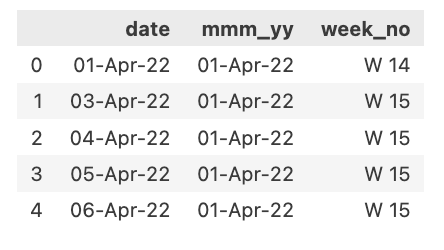 date mmm_yy week_no
0 01-Apr-22 01-Apr-22 W 14
1 03-Apr-22 01-Apr-22 W 15
2 04-Apr-22 01-Apr-22 W 15
3 05-Apr-22 01-Apr-22 W 15
4 06-Apr-22 01-Apr-22 W 15